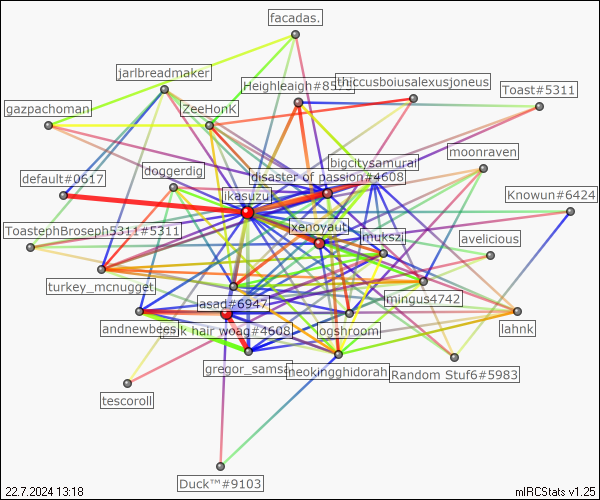 facadas.
jarlbreadmaker
Heighleaigh#8572
thiccusboiusalexusjoneus
Toast#5311
gazpachoman
ZeeHonK
doggerdig
bigcitysamurai
moonraven
default#0617
disaster of passion#4608
ikasuzu
Knowun#6424
ToastephBroseph5311#5311
xenoyaut
mukszi
avelicious
turkey_mcnugget
asad#6947
mingus4742
andnewbees
hair woag#4608
ogshroom
lahnk
gregor_samsa
neokingghidorah
Random Stuf6#5983
tescoroll
Duck™#9103
22.7.2024 13:18
mIRCStats v1.25